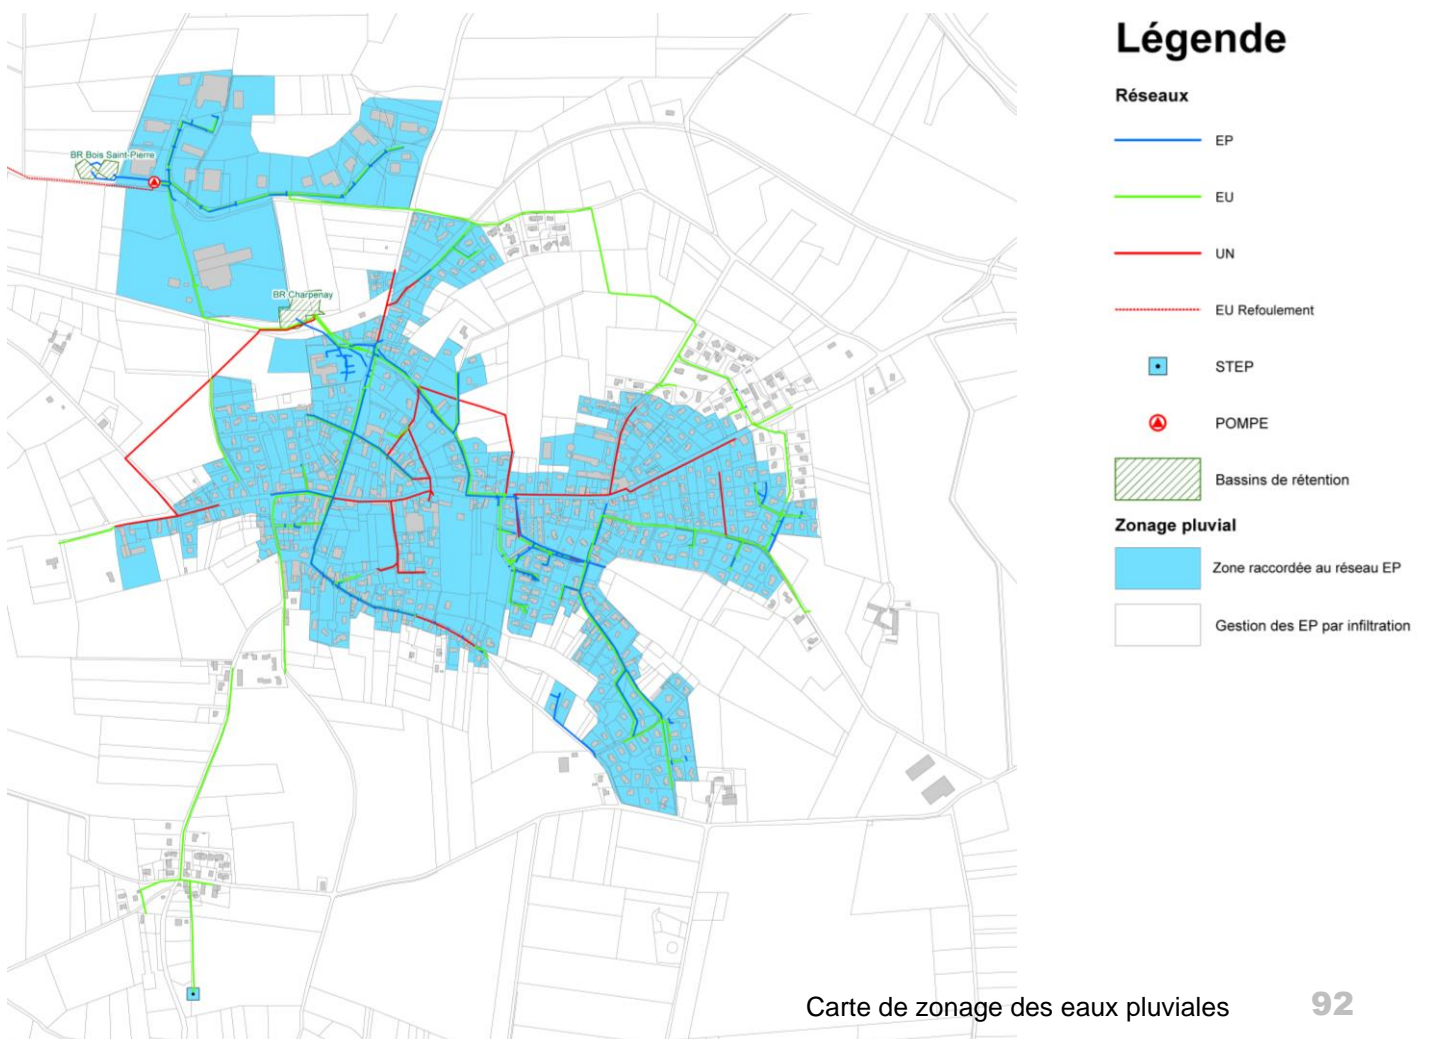 Légende
Réseaux
EP
EU
UN
EU Refoulement
STEP
POMPE
Bassins de rétention
Zonage pluvial
Zone raccordée au réseau EP
Gestion des EP par infiltration
BR Bois Saint-Pierre
BR Charpenay
Carte de zonage des eaux pluviales
92